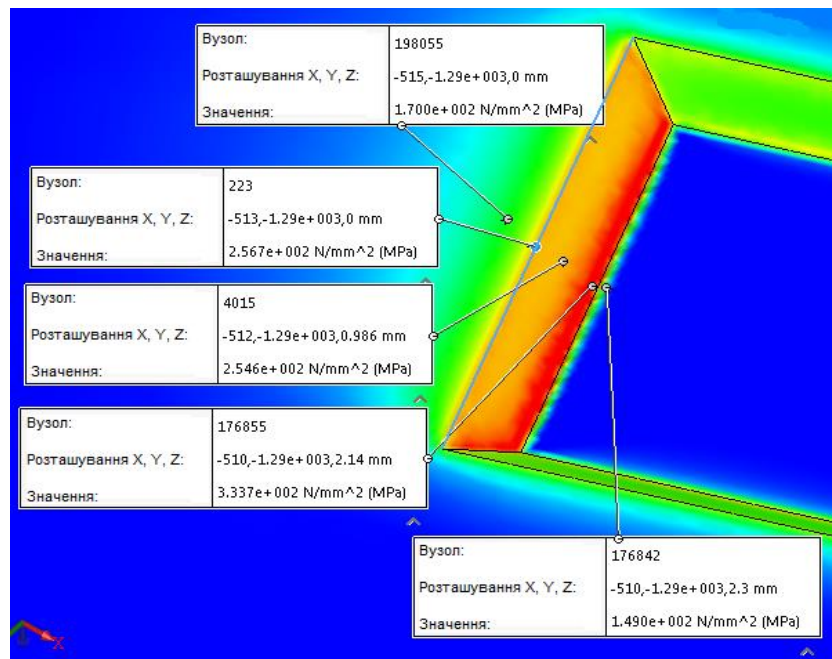 Вузол: 198055
Розташування X, Y, Z: -515,-1.29e+003,0 mm
Значення: 1.700e+002 N/mm^2 (MPa)
Вузол: 223
Розташування X, Y, Z: -513,-1.29e+003,0 mm
Значення: 2.567e+002 N/mm^2 (MPa)
Вузол: 4015
Розташування X, Y, Z: -512,-1.29e+003,0.986 mm
Значення: 2.546e+002 N/mm^2 (MPa)
Вузол: 176855
Розташування X, Y, Z: -510,-1.29e+003,2.14 mm
Значення: 3.337e+002 N/mm^2 (MPa)
Вузол: 176842
Розташування X, Y, Z: -510,-1.29e+003,2.3 mm
Значення: 1.490e+002 N/mm^2 (MPa)
X